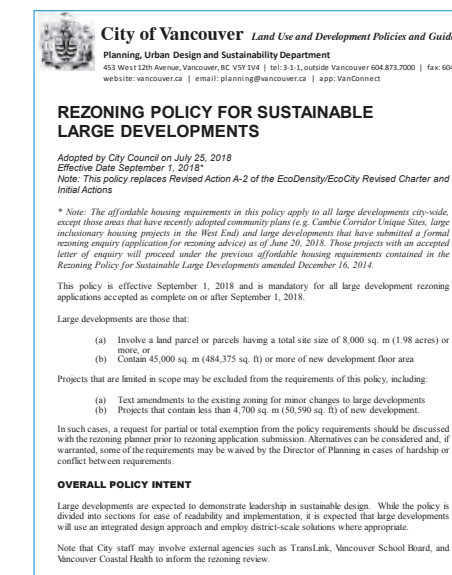 City of Vancouver Land Use and Development Policies and
Planning, Urban Design and Sustainability Department
453 West 12th Avenue, Vancouver, BC V5Y 1V4 | tel: 3-1-1, outside Vancouver 604.873.7000 | fax:
website: vancouver.ca | email: planning@vancouver.ca | app: VanConnect
REZONING POLICY FOR SUSTAINABLE
LARGE DEVELOPMENTS
Adopted by City Council on July 25, 2018
Effective Date September 1, 2018*
Note: This policy replaces Revised Action A-2 of the EcoDensity/EcoCity Revised Charter and
Initial Actions
* Note: The affordable housing requirements in this policy apply to all large developments city-wide,
except those areas that have recently adopted community plans (e.g. Cambie Corridor Unique Sites, large
inclusionary housing projects in the West End) and large developments that have submitted a formal
rezoning enquiry (application for rezoning advice) as of June 20, 2018. Those projects with an accepted
letter of enquiry will proceed under the previous affordable housing requirements contained in the
Rezoning Policy for Sustainable Large Developments amended December 16, 2014.
This policy is effective September 1, 2018 and is mandatory for all large development rezoning
applications accepted as complete on or after September 1, 2018.
Large developments are those that:
(a) Involve a land parcel or parcels having a total site size of 8,000 sq. m (1.98 acres) or
more, or
(b) Contain 45,000 sq. m (484,375 sq. ft) or more of new development floor area
Projects that are limited in scope may be excluded from the requirements of this policy, including:
(a) Text amendments to the existing zoning for minor changes to large developments
(b) Projects that contain less than 4,700 sq. m (50,590 sq. ft) of new development.
In such cases, a request for partial or total exemption from the policy requirements should be discussed
with the rezoning planner prior to rezoning application submission. Alternatives can be considered and, if
warranted, some of the requirements may be waived by the Director of Planning in cases of hardship or
conflict between requirements.
OVERALL POLICY INTENT
Large developments are expected to demonstrate leadership in sustainable design. While the policy is
divided into sections for ease of readability and implementation, it is expected that large developments
will use an integrated design approach and employ district-scale solutions where appropriate.
Note that City staff may involve external agencies such as TransLink, Vancouver School Board, and
Vancouver Coastal Health to inform the rezoning review.